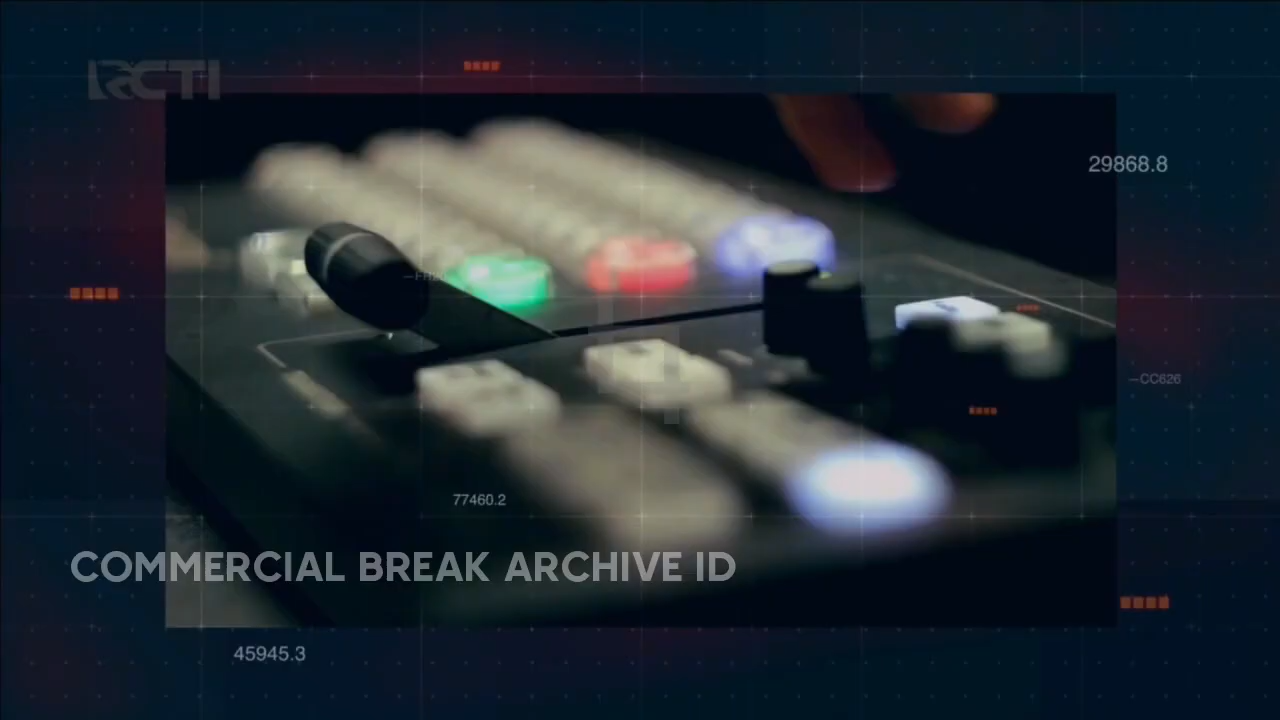 RCTI
29868.8
—CC626
77460.2
COMMERCIAL BREAK ARCHIVE ID
45945.3